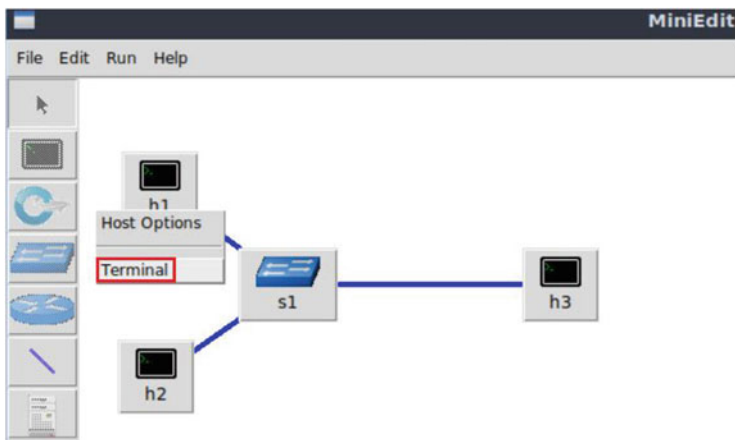 MiniEdit
File Edit Run Help
h1
Host Options
Terminal
s1
h3
h2